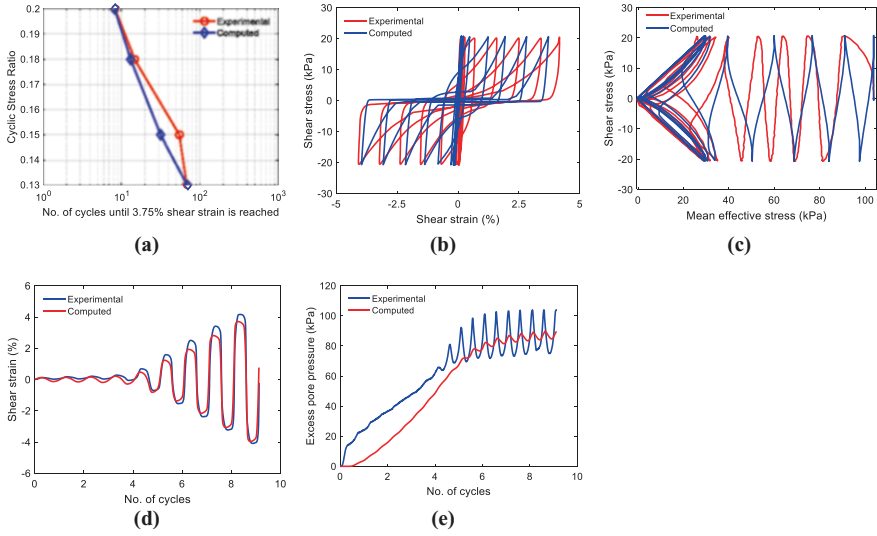 0.2
0.18
0.16
0.14
0.13
Cyclic Stress Ratio
Experimental
Computed
10^0
10^1
10^2
10^3
No. of cycles until 3.75% shear strain is reached
(a)
30
20
10
0
-10
-20
-30
Shear stress (kPa)
Experimental
Computed
-5
-2.5
0
2.5
5
Shear strain (%)
(b)
30
20
10
0
-10
-20
-30
Shear stress (kPa)
Experimental
Computed
0
20
40
60
80
100
Mean effective stress (kPa)
(c)
6
4
2
0
-2
-4
-6
Shear strain (%)
Experimental
Computed
0
2
4
6
8
10
No. of cycles
(d)
120
100
80
60
40
20
0
Excess pore pressure (kPa)
Experimental
Computed
0
2
4
6
8
10
No. of cycles
(e)